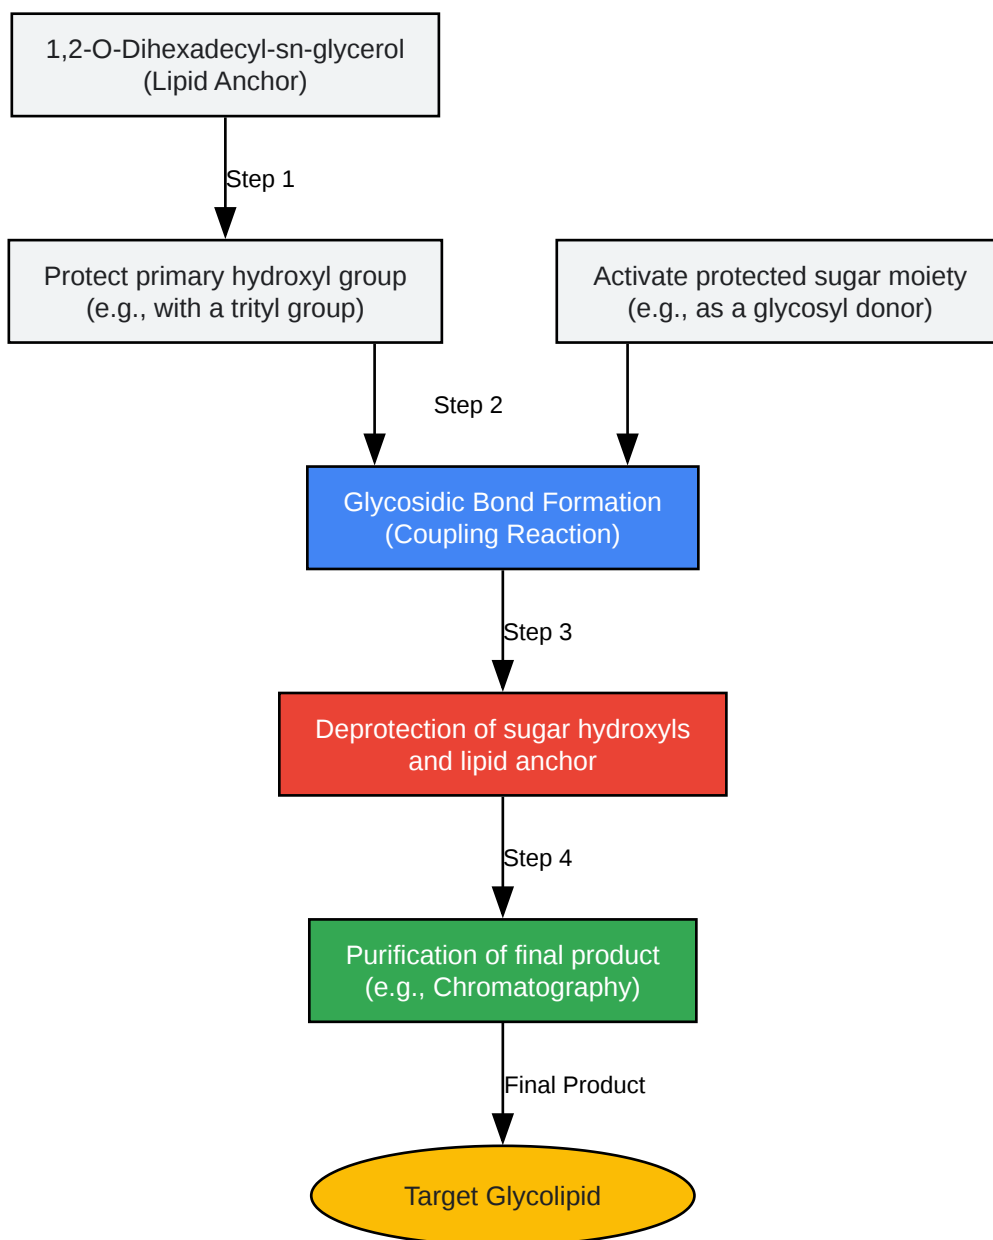 1,2-O-Dihexadecyl-sn-glycerol
(Lipid Anchor)
Step 1
Protect primary hydroxyl group
(e.g., with a trityl group)
Activate protected sugar moiety
(e.g., as a glycosyl donor)
Step 2
Glycosidic Bond Formation
(Coupling Reaction)
Step 3
Deprotection of sugar hydroxyls
and lipid anchor
Step 4
Purification of final product
(e.g., Chromatography)
Final Product
Target Glycolipid